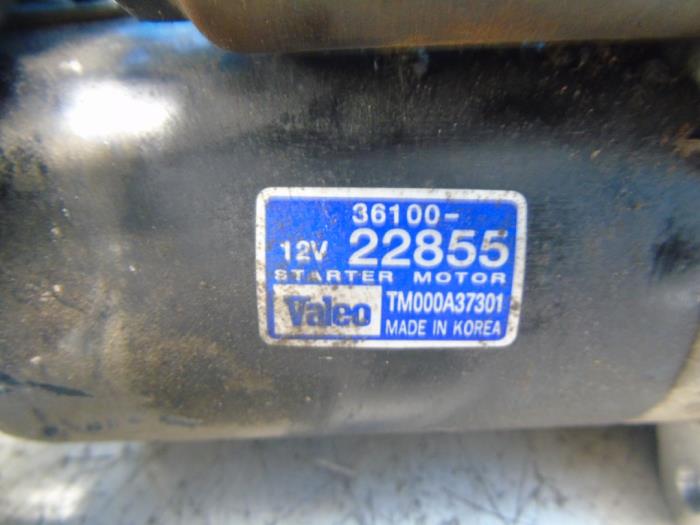 36100-
12V 22855
STARTER MOTOR
Valeo TM000A37301
MADE IN KOREA